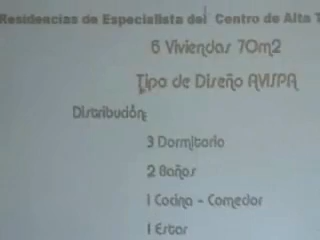 Residencias de Especialista del Centro de Alta T
6 Viviendas 70m2
Tipo de Diseño AVISPA
Distribución:
3 Dormitorio
2 Baños
1 Cocina - Comedor
1 Estar